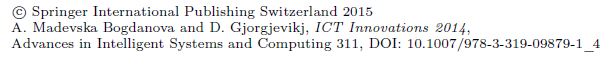 © Springer International Publishing Switzerland 2015
A. Madevska Bogdanova and D. Gjorgjevikj, ICT Innovations 2014,
Advances in Intelligent Systems and Computing 311, DOI: 10.1007/978-3-319-09879-1_4